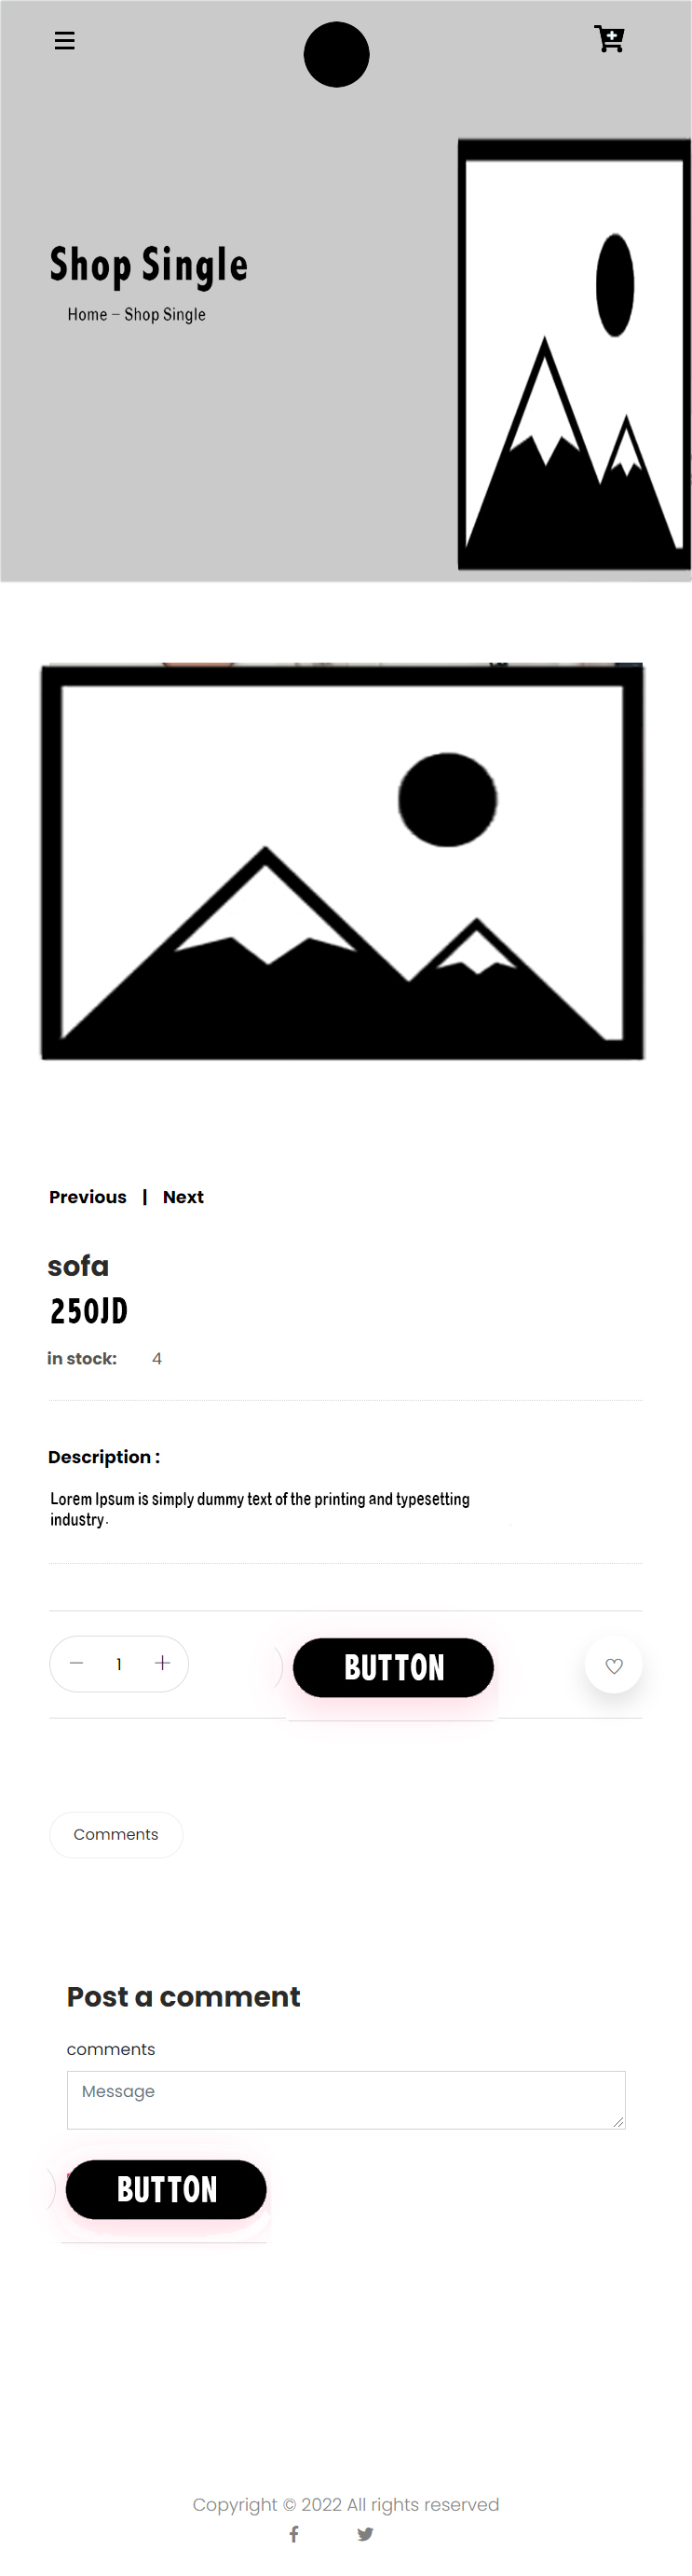 Shop Single
Home – Shop Single
Previous | Next
sofa
250JD
in stock: 4
Description :
Lorem Ipsum is simply dummy text of the printing and typesetting
industry.
1
BUTTON
Comments
Post a comment
comments
Message
BUTTON
Copyright © 2022 All rights reserved